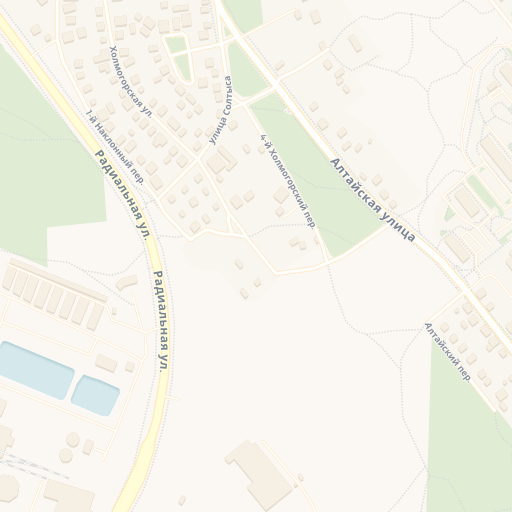 Холмогорская ул.
улица Солтыса
1-й Наклонный пер.
4-й Холмогорский пер.
Радиальная ул.
Алтайская улица
Радиальная ул.
Алтайский пер.